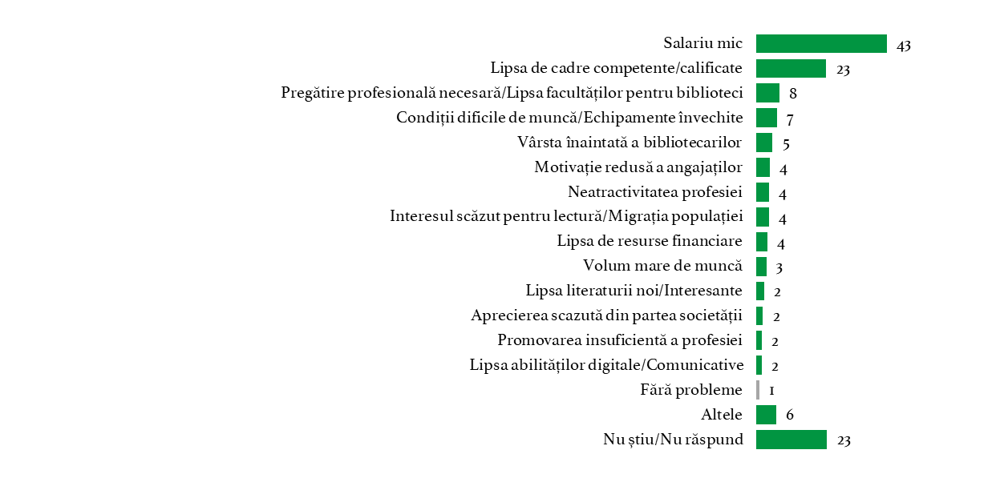 Salariu mic 43
Lipsa de cadre competente/calificate 23
Pregătire profesională necesară/Lipsa facultăților pentru biblioteci 8
Condiții dificile de muncă/Echipamente învechite 7
Vârsta înaintată a bibliotecarilor 5
Motivație redusă a angajaților 4
Neatractivitatea profesiei 4
Interesul scăzut pentru lectură/Migrația populației 4
Lipsa de resurse financiare 4
Volum mare de muncă 3
Lipsa literaturii noi/Interesante 2
Aprecierea scazută din partea societății 2
Promovarea insuficientă a profesiei 2
Lipsa abilităților digitale/Comunicative 2
Fără probleme 1
Altele 6
Nu știu/Nu răspund 23